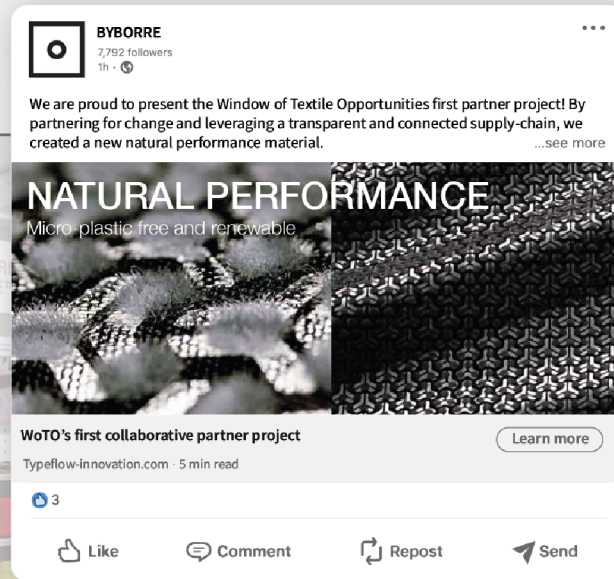 BYBORRE
7,792 followers
1h ·
We are proud to present the Window of Textile Opportunities first partner project! By
partnering for change and leveraging a transparent and connected supply-chain, we
created a new natural performance material.
...see more
NATURAL PERFORMANCE
Micro-plastic free and renewable
WoTO’s first collaborative partner project
Learn more
Typeflow-innovation.com · 5 min read
3
Like
Comment
Repost
Send